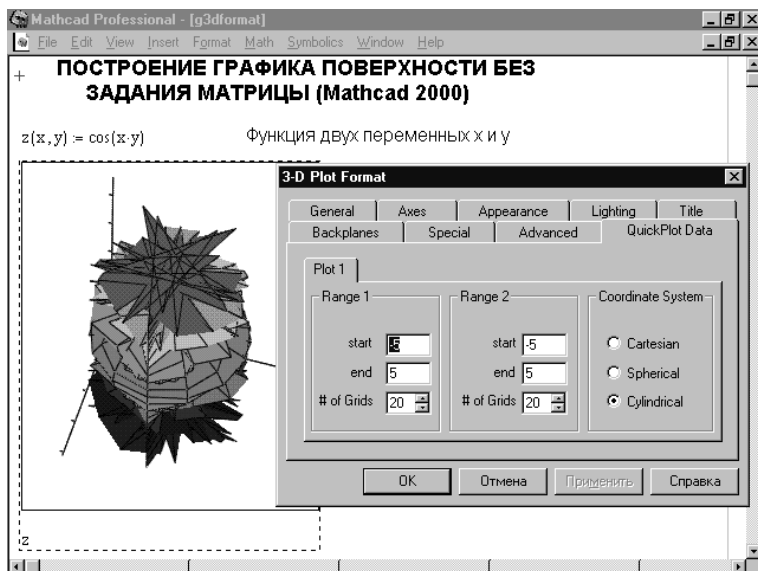 Mathcad Professional - [g3dformat]
File Edit View Insert Format Math Symbolics Window Help
ПОСТРОЕНИЕ ГРАФИКА ПОВЕРХНОСТИ БЕЗ
ЗАДАНИЯ МАТРИЦЫ (Mathcad 2000)
z(x,y) := cos(x·y)
Функция двух переменных x и y
3-D Plot Format
General Axes Appearance Lighting Title
Backplanes Special Advanced QuickPlot Data
Plot 1
Range 1 Range 2 Coordinate System
start -5 start -5 Cartesian
end 5 end 5 Spherical
# of Grids 20 # of Grids 20 Cylindrical
OK Отмена Применить Справка
z